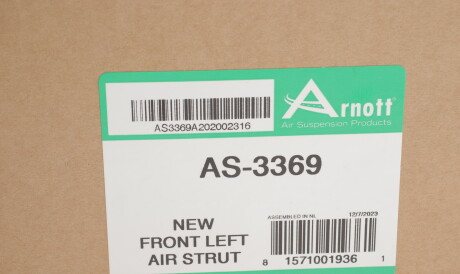 AS3369A202002316
Arnott
Air Suspension Products
AS-3369
ASSEMBLED IN NL 12/7/2023
NEW
FRONT LEFT
AIR STRUT
8 1571001936 1